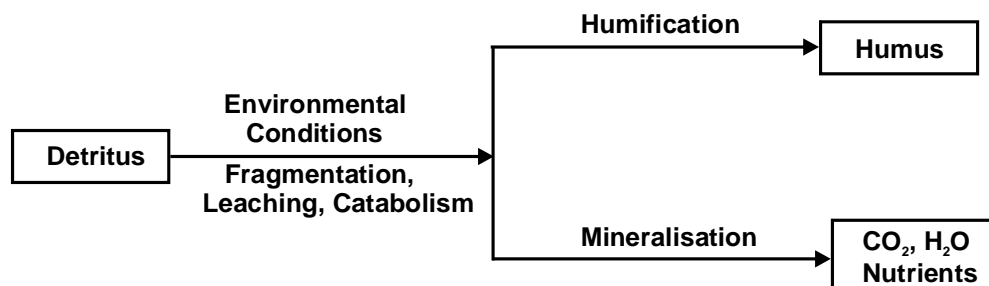 Humification
Humus
Environmental
Conditions
Detritus
Fragmentation,
Leaching, Catabolism
Mineralisation
CO₂, H₂O
Nutrients